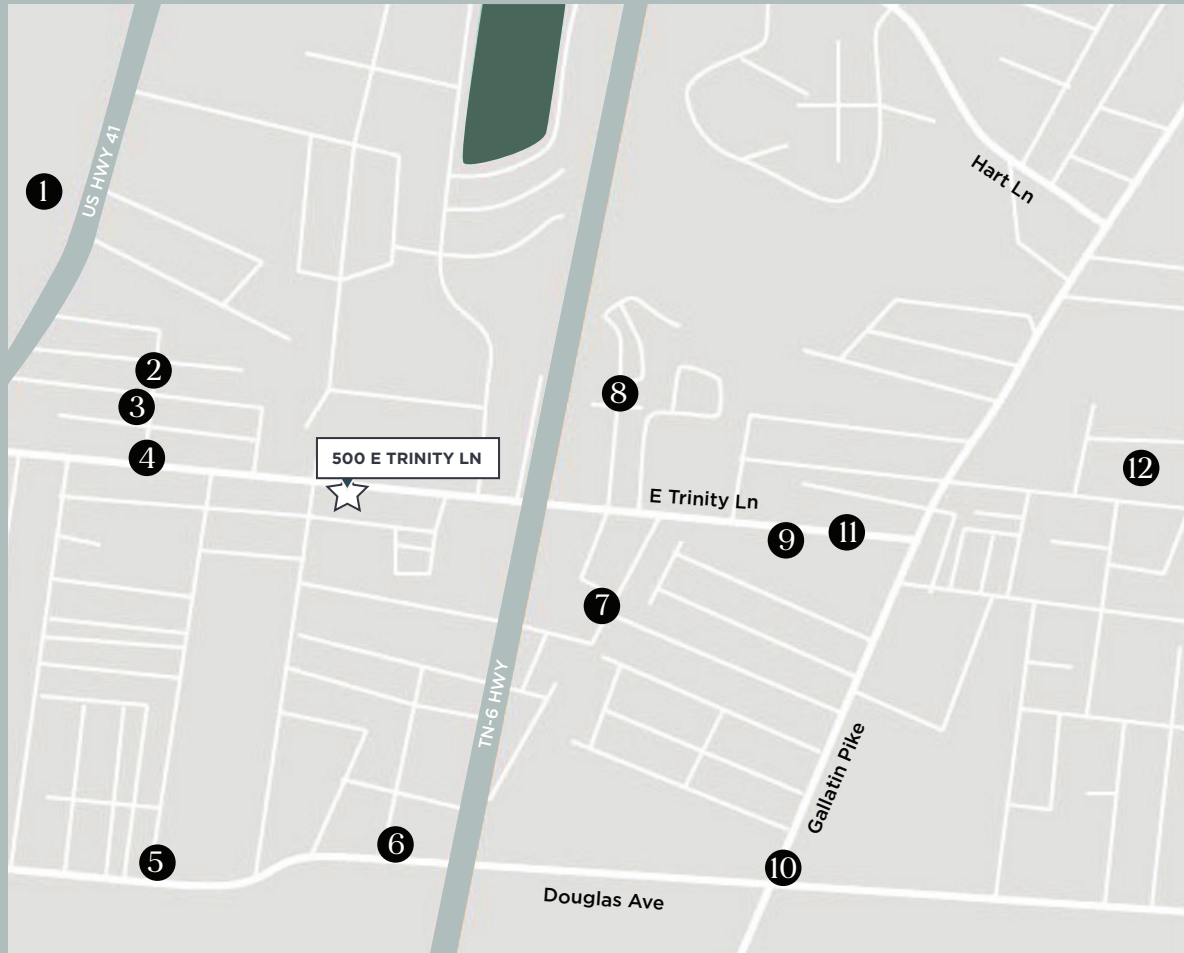 US HWY 41
1
Hart Ln
2
3
8
4
500 E TRINITY LN
12
E Trinity Ln
9
11
7
TN-6 HWY
Gallatin Pike
5
6
10
Douglas Ave